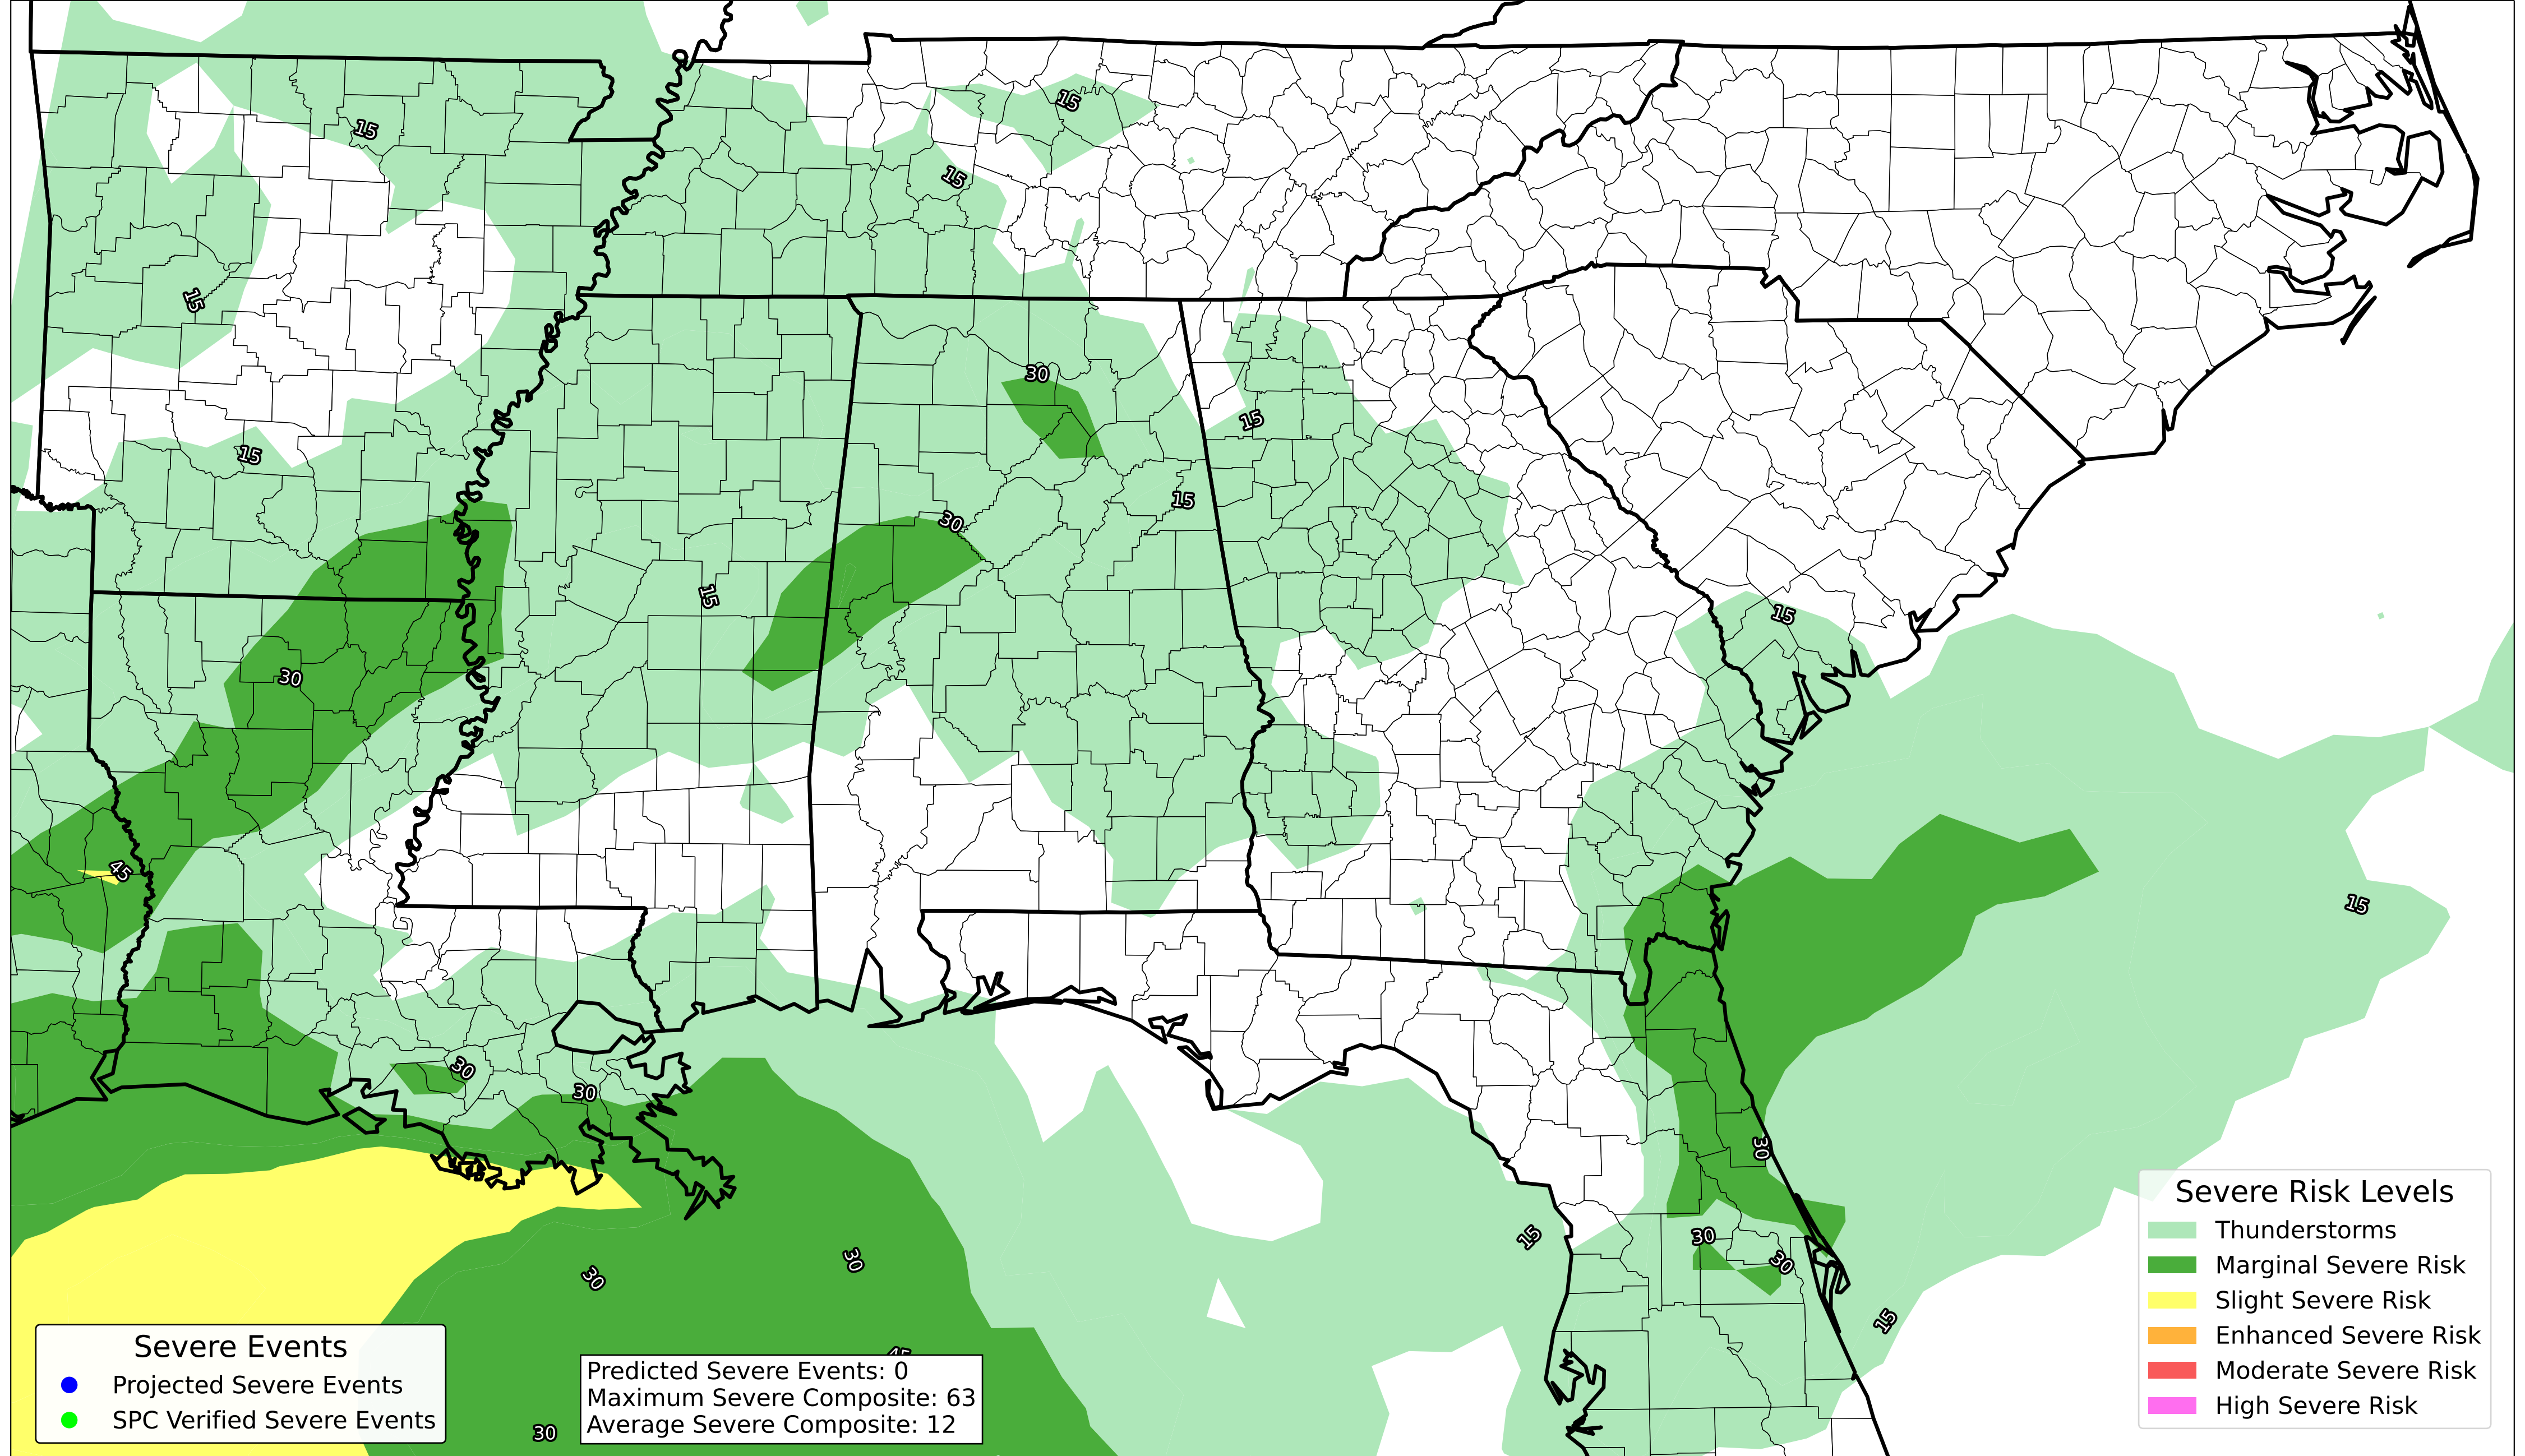 15
15
15
15
30
15
15
30
15
15
15
30
45
15
30
30
30
15
30
30
30
30
15
45
30
Severe Risk Levels
Thunderstorms
Marginal Severe Risk
Slight Severe Risk
Enhanced Severe Risk
Moderate Severe Risk
High Severe Risk
Severe Events
Projected Severe Events
SPC Verified Severe Events
Predicted Severe Events: 0
Maximum Severe Composite: 63
Average Severe Composite: 12